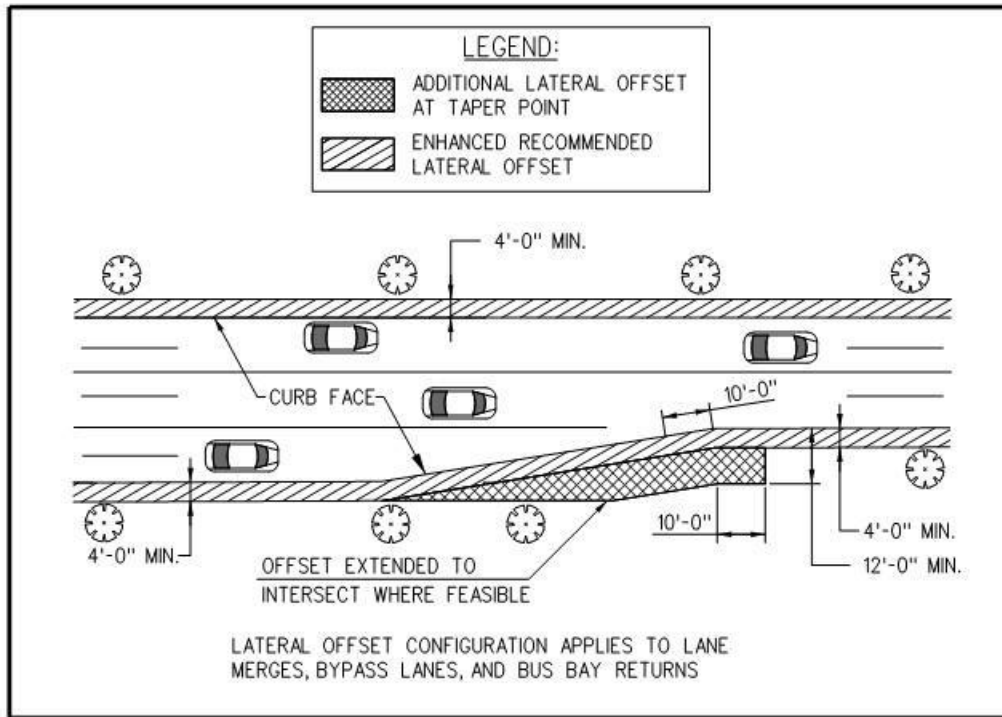 LEGEND:
ADDITIONAL LATERAL OFFSET
AT TAPER POINT
ENHANCED RECOMMENDED
LATERAL OFFSET
4'-0" MIN.
CURB FACE
10'-0"
4'-0" MIN.
10'-0"
4'-0" MIN.
12'-0" MIN.
OFFSET EXTENDED TO
INTERSECT WHERE FEASIBLE
LATERAL OFFSET CONFIGURATION APPLIES TO LANE
MERGES, BYPASS LANES, AND BUS BAY RETURNS